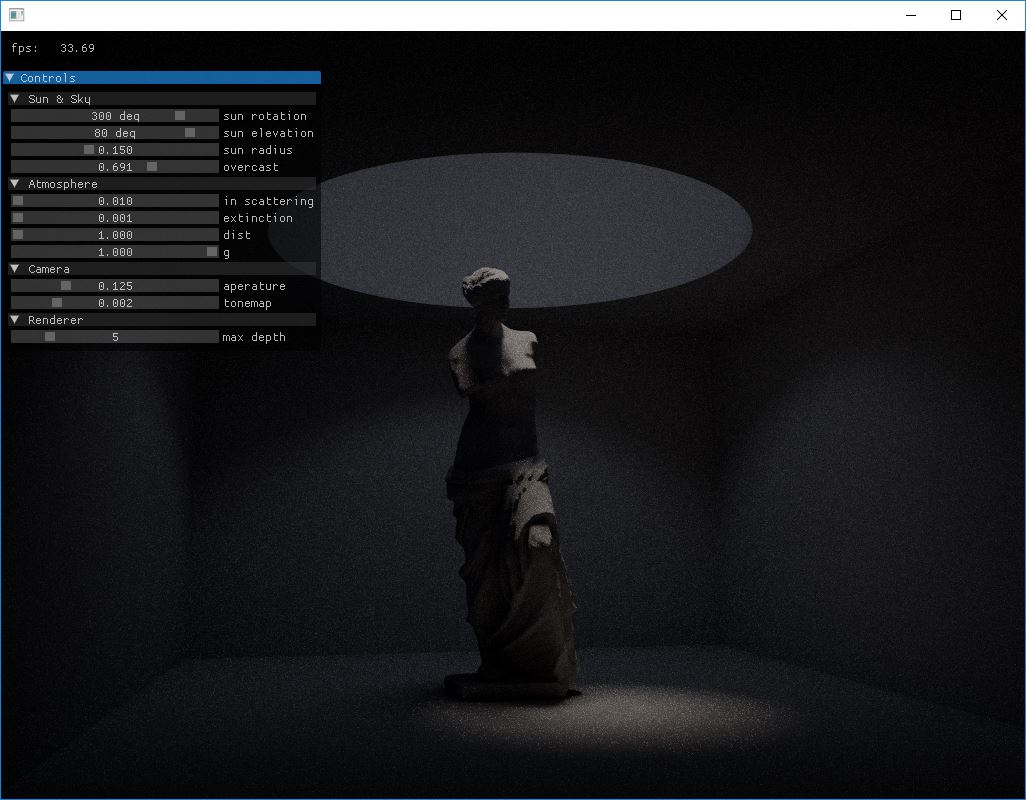 fps: 33.69
Controls
Sun & Sky
300 deg sun rotation
80 deg sun elevation
0.150 sun radius
0.691 overcast
Atmosphere
0.010 in scattering
0.001 extinction
1.000 dist
1.000 g
Camera
0.125 aperature
0.002 tonemap
Renderer
5 max depth